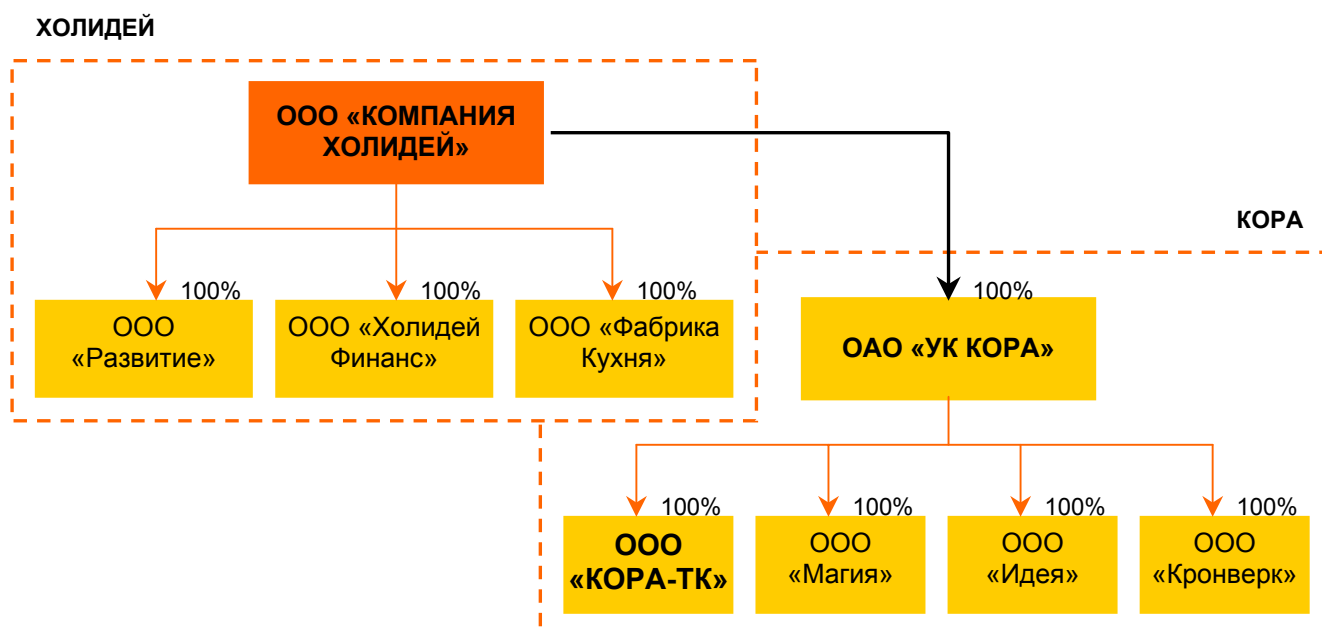 ХОЛИДЕЙ
ООО «КОМПАНИЯ
ХОЛИДЕЙ»
КОРА
100%
ООО
«Развитие»
100%
ООО «Холидей
Финанс»
100%
ООО «Фабрика
Кухня»
100%
ОАО «УК КОРА»
100%
ООО
«КОРА-ТК»
100%
ООО
«Магия»
100%
ООО
«Идея»
100%
ООО
«Кронверк»